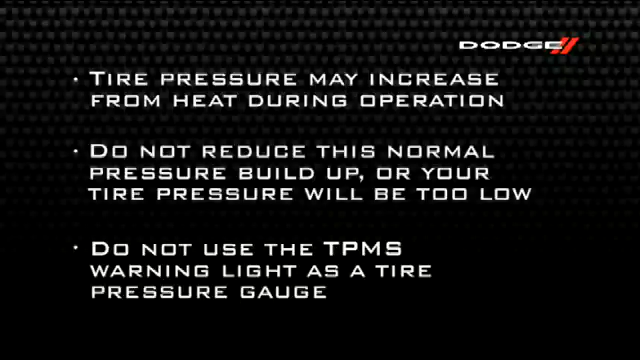 DODGE
· TIRE PRESSURE MAY INCREASE
FROM HEAT DURING OPERATION
· DO NOT REDUCE THIS NORMAL
PRESSURE BUILD UP, OR YOUR
TIRE PRESSURE WILL BE TOO LOW
· DO NOT USE THE TPMS
WARNING LIGHT AS A TIRE
PRESSURE GAUGE